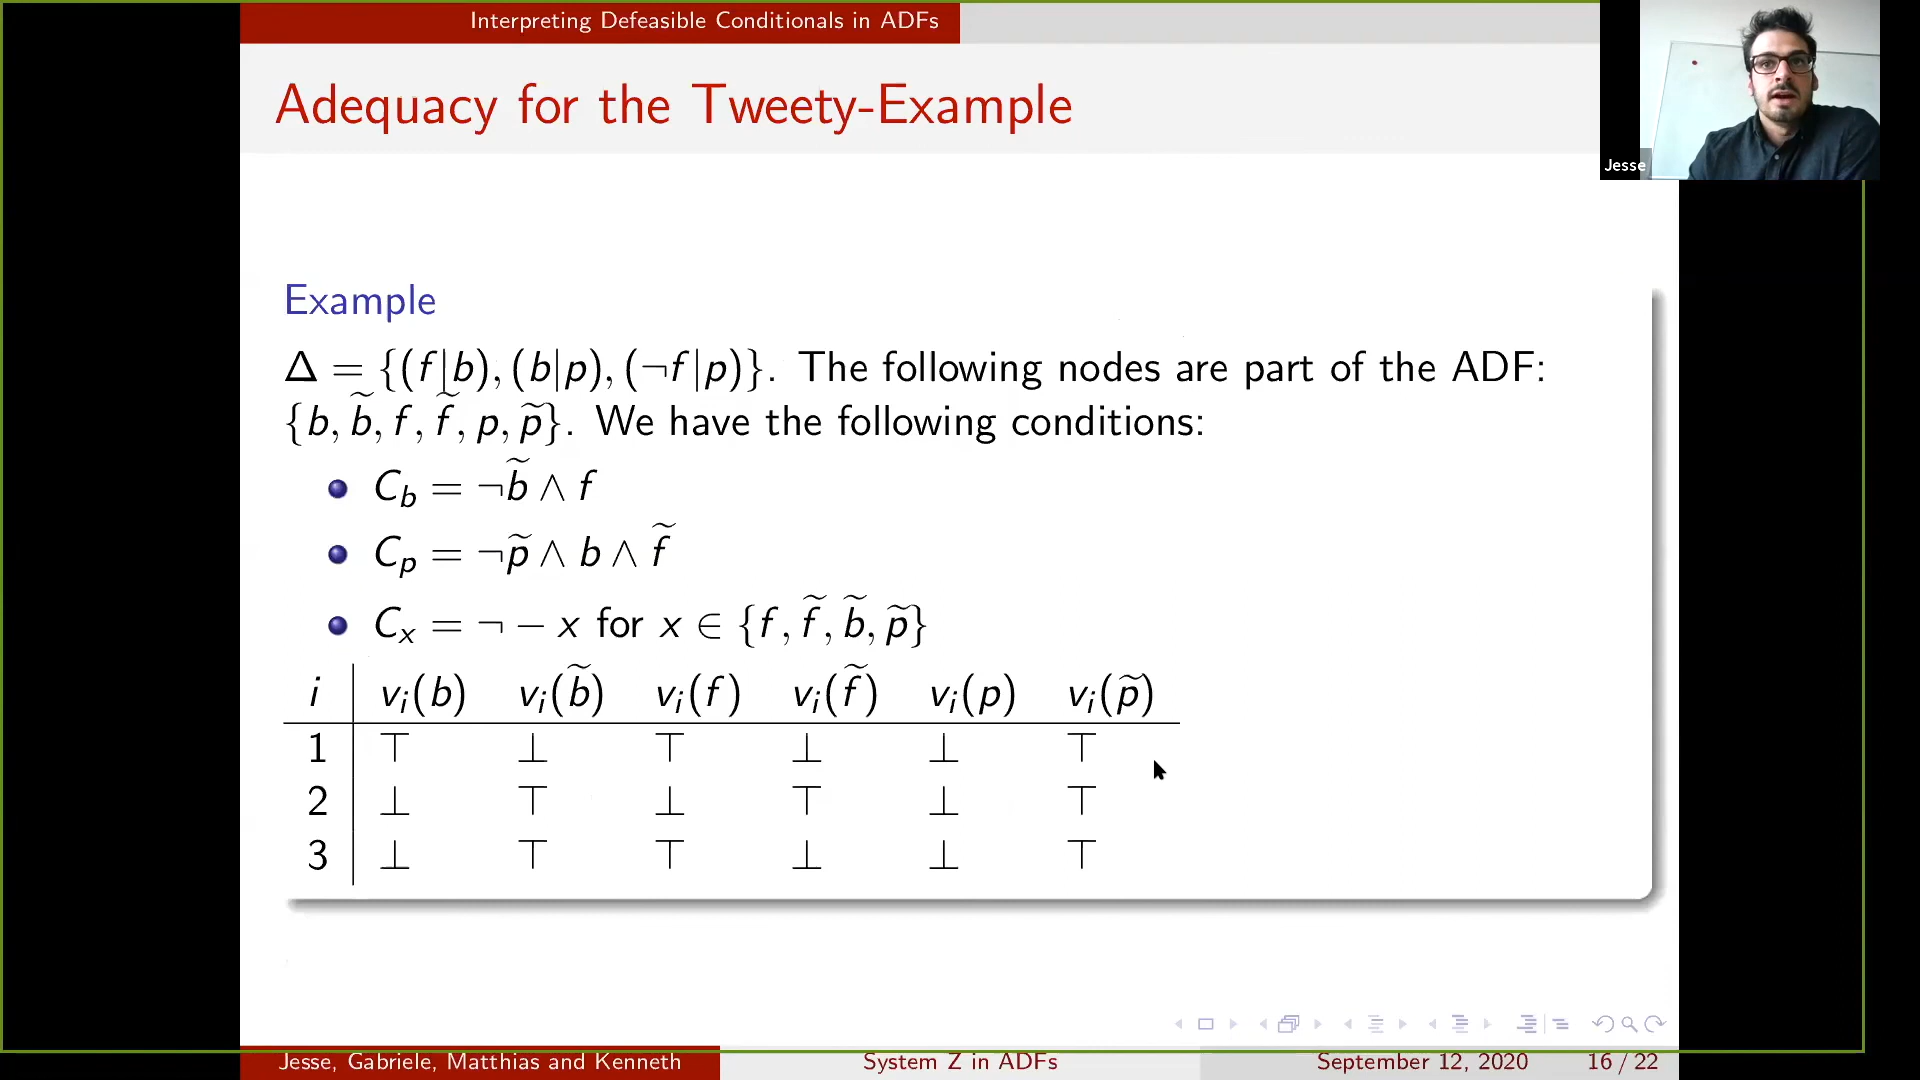 Interpreting Defeasible Conditionals in ADFs
Adequacy for the Tweety-Example
Jesse
Example
Δ = {(f|b), (b|p), (¬f|p)}. The following nodes are part of the ADF:
{b, b̃, f, f̃, p, p̃}. We have the following conditions:
C_b = ¬b̃ ∧ f
C_p = ¬p̃ ∧ b ∧ f̃
C_x = ¬ − x for x ∈ {f, f̃, b̃, p̃}
i v_i(b) v_i(b̃) v_i(f) v_i(f̃) v_i(p) v_i(p̃)
1 ⊤ ⊥ ⊤ ⊥ ⊥ ⊤
2 ⊥ ⊤ ⊥ ⊤ ⊥ ⊤
3 ⊥ ⊤ ⊤ ⊥ ⊥ ⊤
Jesse, Gabriele, Matthias and Kenneth System Z in ADFs September 12, 2020 16 / 22